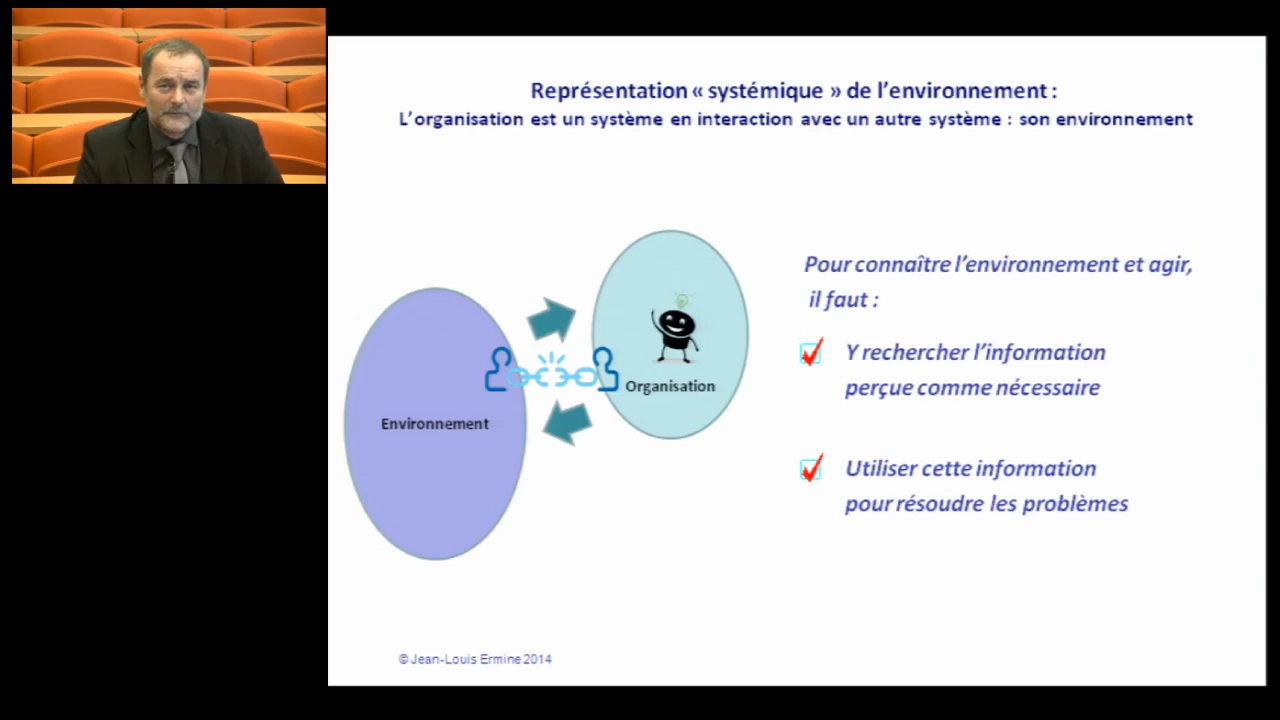 Représentation « systémique » de l’environnement :
L’organisation est un système en interaction avec un autre système : son environnement
Pour connaître l’environnement et agir,
il faut :
Y rechercher l’information
perçue comme nécessaire
Organisation
Environnement
Utiliser cette information
pour résoudre les problèmes
© Jean-Louis Ermine 2014